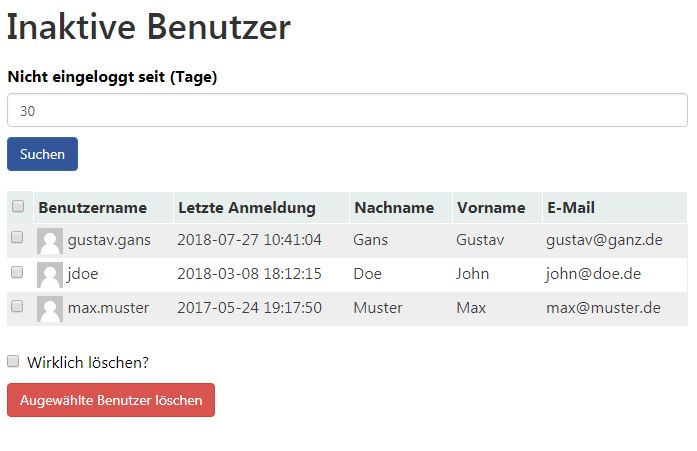 Inaktive Benutzer
Nicht eingeloggt seit (Tage)
30
Suchen
Benutzername Letzte Anmeldung Nachname Vorname E-Mail
gustav.gans 2018-07-27 10:41:04 Gans Gustav gustav@ganz.de
jdoe 2018-03-08 18:12:15 Doe John john@doe.de
max.muster 2017-05-24 19:17:50 Muster Max max@muster.de
Wirklich löschen?
Augewählte Benutzer löschen